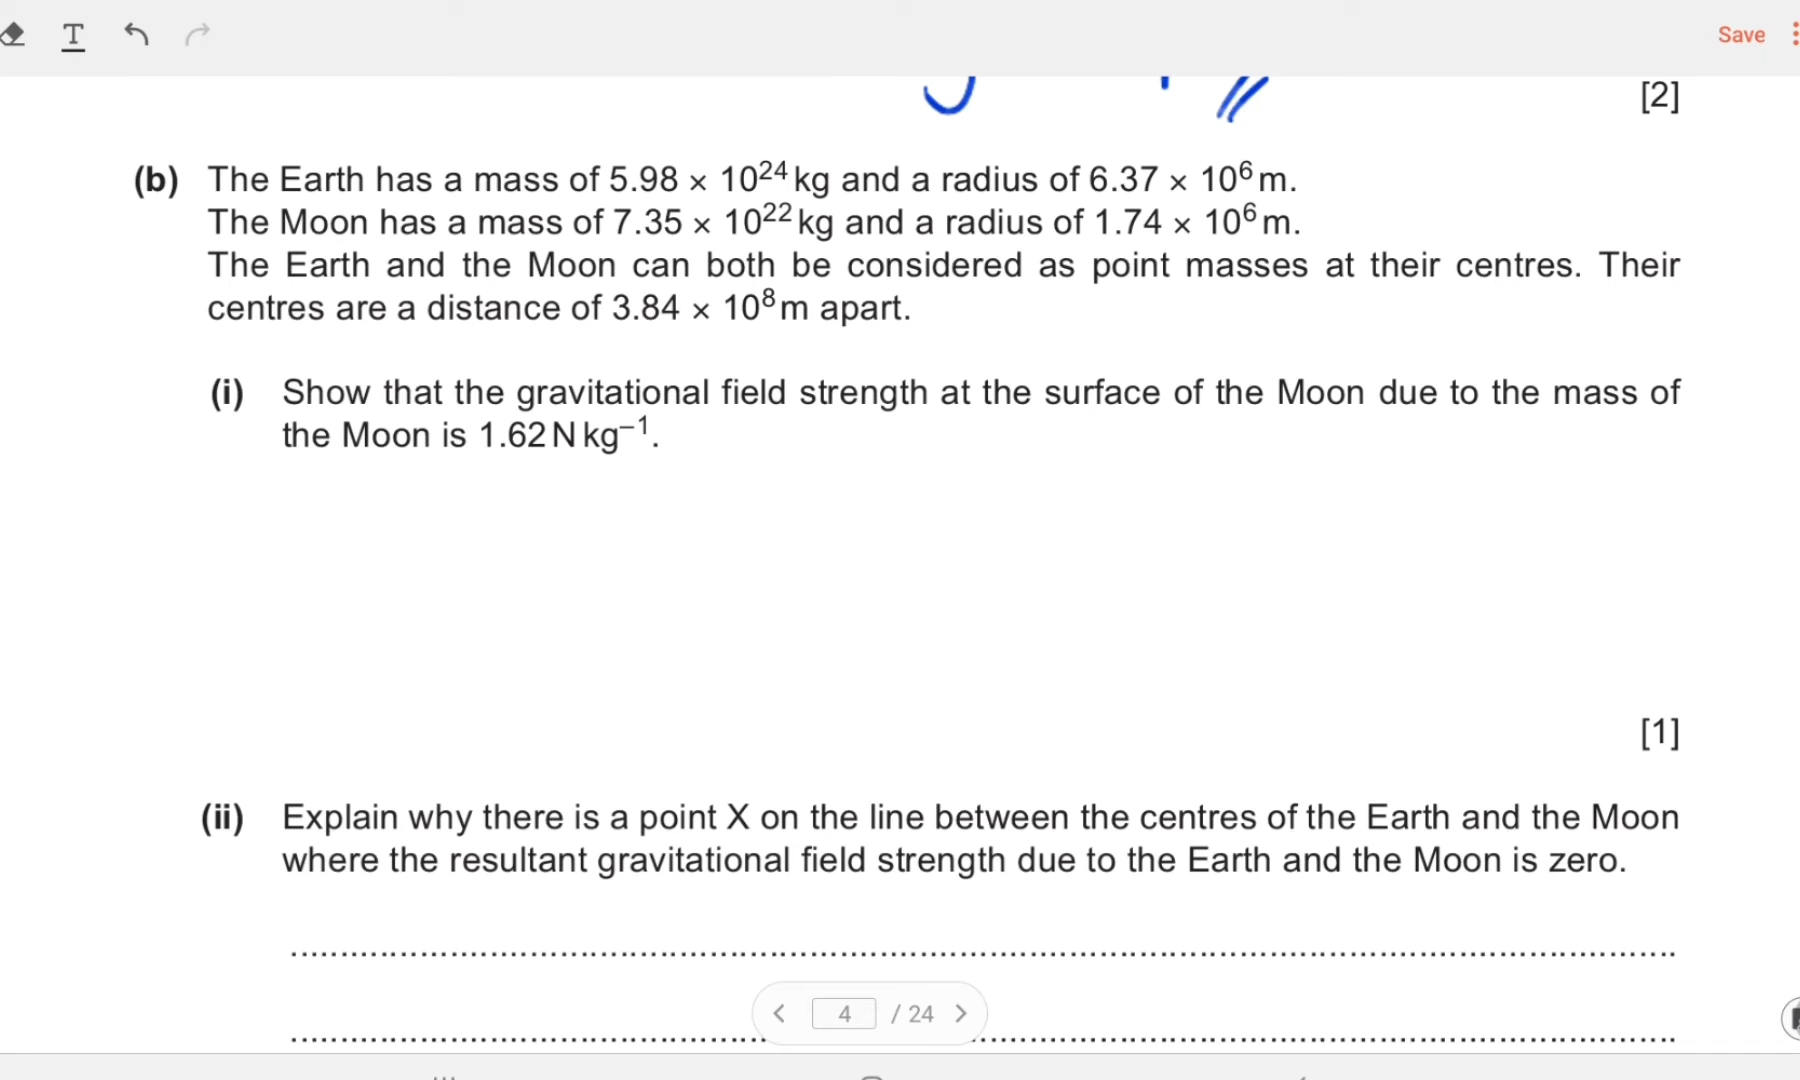 T
Save
[2]
(b) The Earth has a mass of 5.98 × 10²⁴ kg and a radius of 6.37 × 10⁶ m.
The Moon has a mass of 7.35 × 10²² kg and a radius of 1.74 × 10⁶ m.
The Earth and the Moon can both be considered as point masses at their centres. Their
centres are a distance of 3.84 × 10⁸ m apart.
(i) Show that the gravitational field strength at the surface of the Moon due to the mass of
the Moon is 1.62 N kg⁻¹.
[1]
(ii) Explain why there is a point X on the line between the centres of the Earth and the Moon
where the resultant gravitational field strength due to the Earth and the Moon is zero.
4 / 24